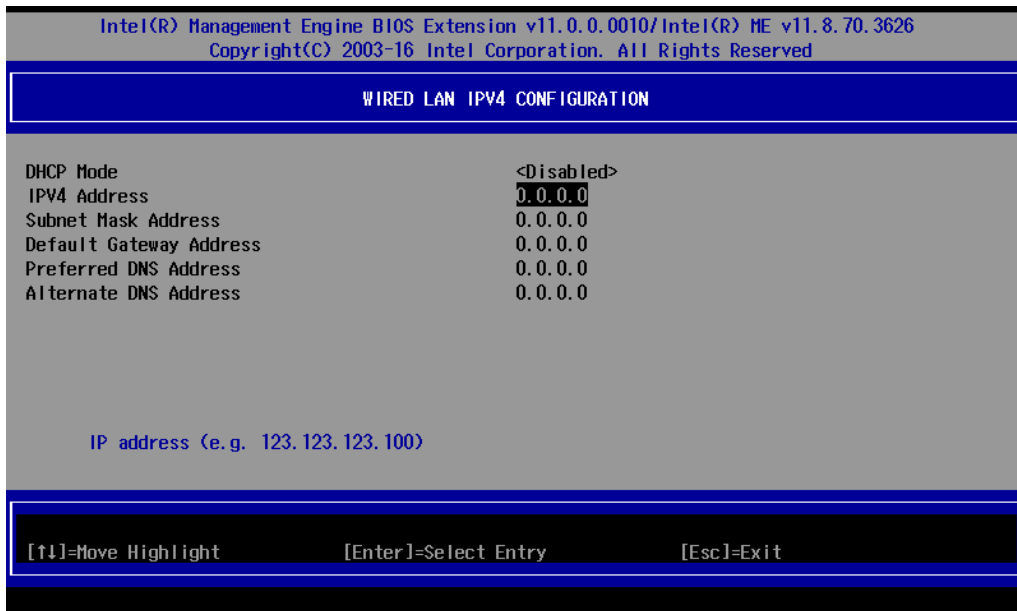 Intel(R) Management Engine BIOS Extension v11.0.0.0010/Intel(R) ME v11.8.70.3626
Copyright(C) 2003-16 Intel Corporation. All Rights Reserved
WIRED LAN IPV4 CONFIGURATION
DHCP Mode <Disabled>
IPV4 Address 0.0.0.0
Subnet Mask Address 0.0.0.0
Default Gateway Address 0.0.0.0
Preferred DNS Address 0.0.0.0
Alternate DNS Address 0.0.0.0
IP address (e.g. 123.123.123.100)
[↑↓]=Move Highlight [Enter]=Select Entry [Esc]=Exit